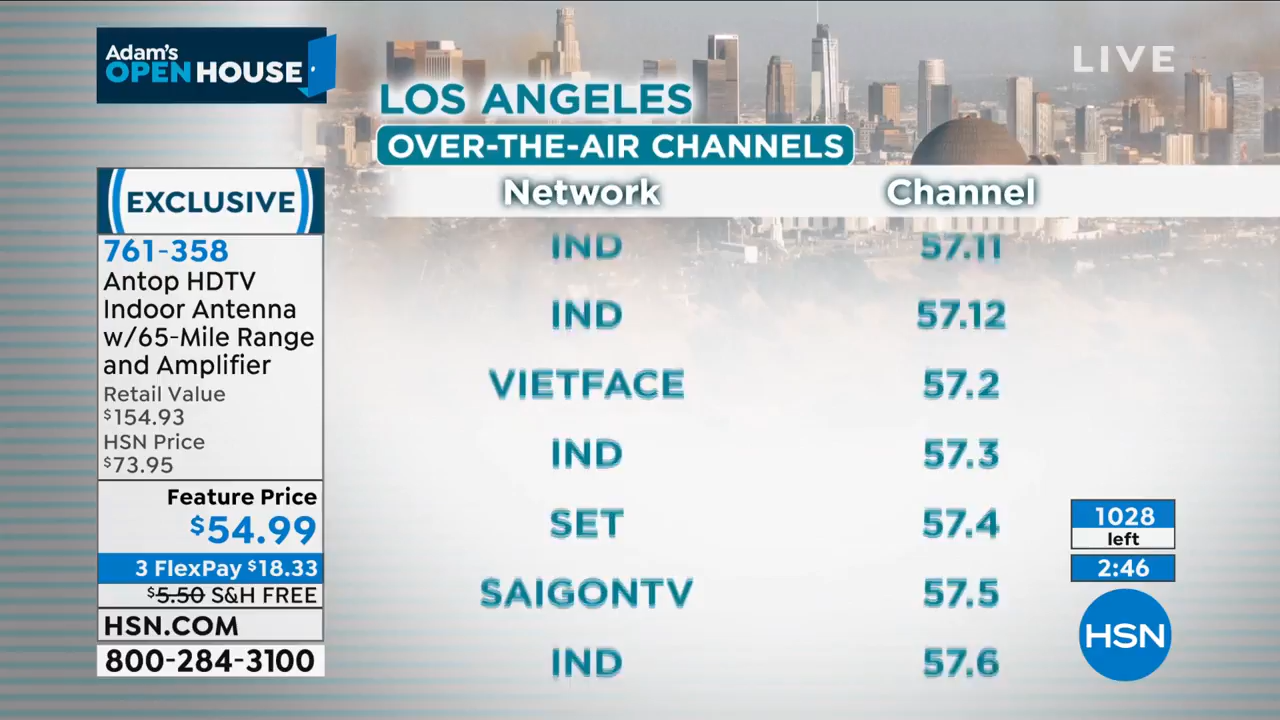 Adam's
OPEN HOUSE
LIVE
LOS ANGELES
OVER-THE-AIR CHANNELS
Network Channel
IND 57.11
IND 57.12
VIETFACE 57.2
IND 57.3
SET 57.4
SAIGONTV 57.5
IND 57.6
EXCLUSIVE
761-358
Antop HDTV
Indoor Antenna
w/65-Mile Range
and Amplifier
Retail Value
$154.93
HSN Price
$73.95
Feature Price
$54.99
3 FlexPay $18.33
$5.50 S&H FREE
HSN.COM
800-284-3100
1028
left
2:46
HSN